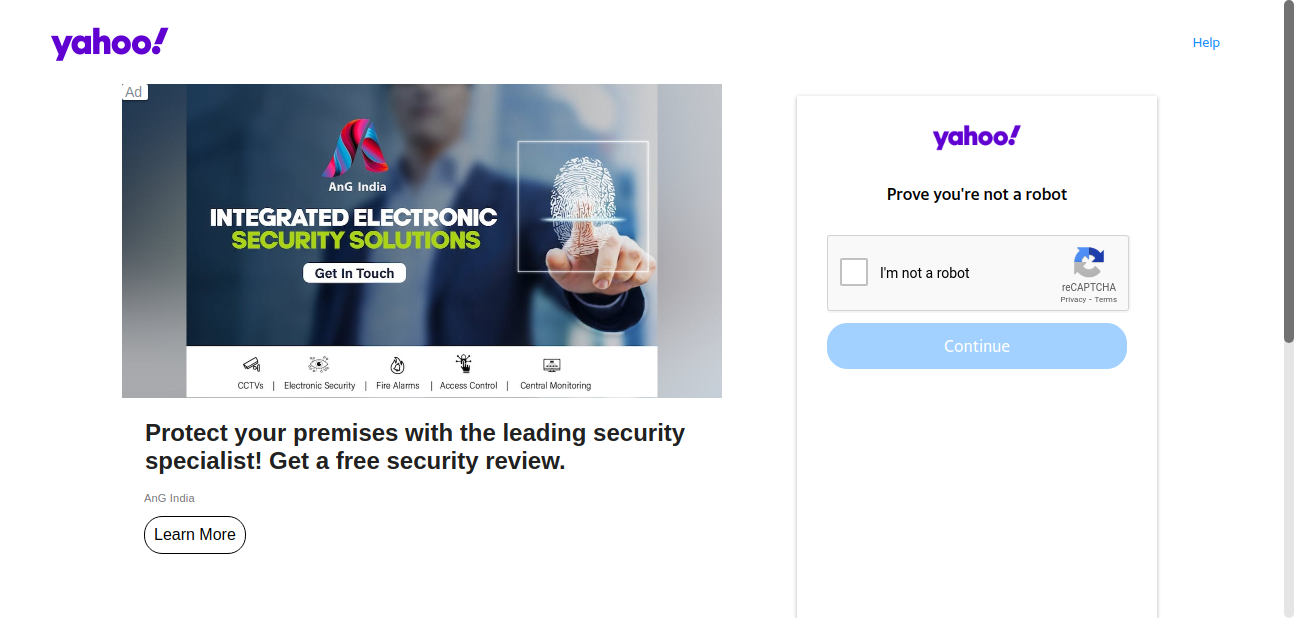 yahoo!
Help
Ad
AnG India
INTEGRATED ELECTRONIC
SECURITY SOLUTIONS
Get In Touch
CCTVs | Electronic Security | Fire Alarms | Access Control | Central Monitoring
Protect your premises with the leading security
specialist! Get a free security review.
AnG India
Learn More
yahoo!
Prove you're not a robot
I'm not a robot
reCAPTCHA
Privacy - Terms
Continue